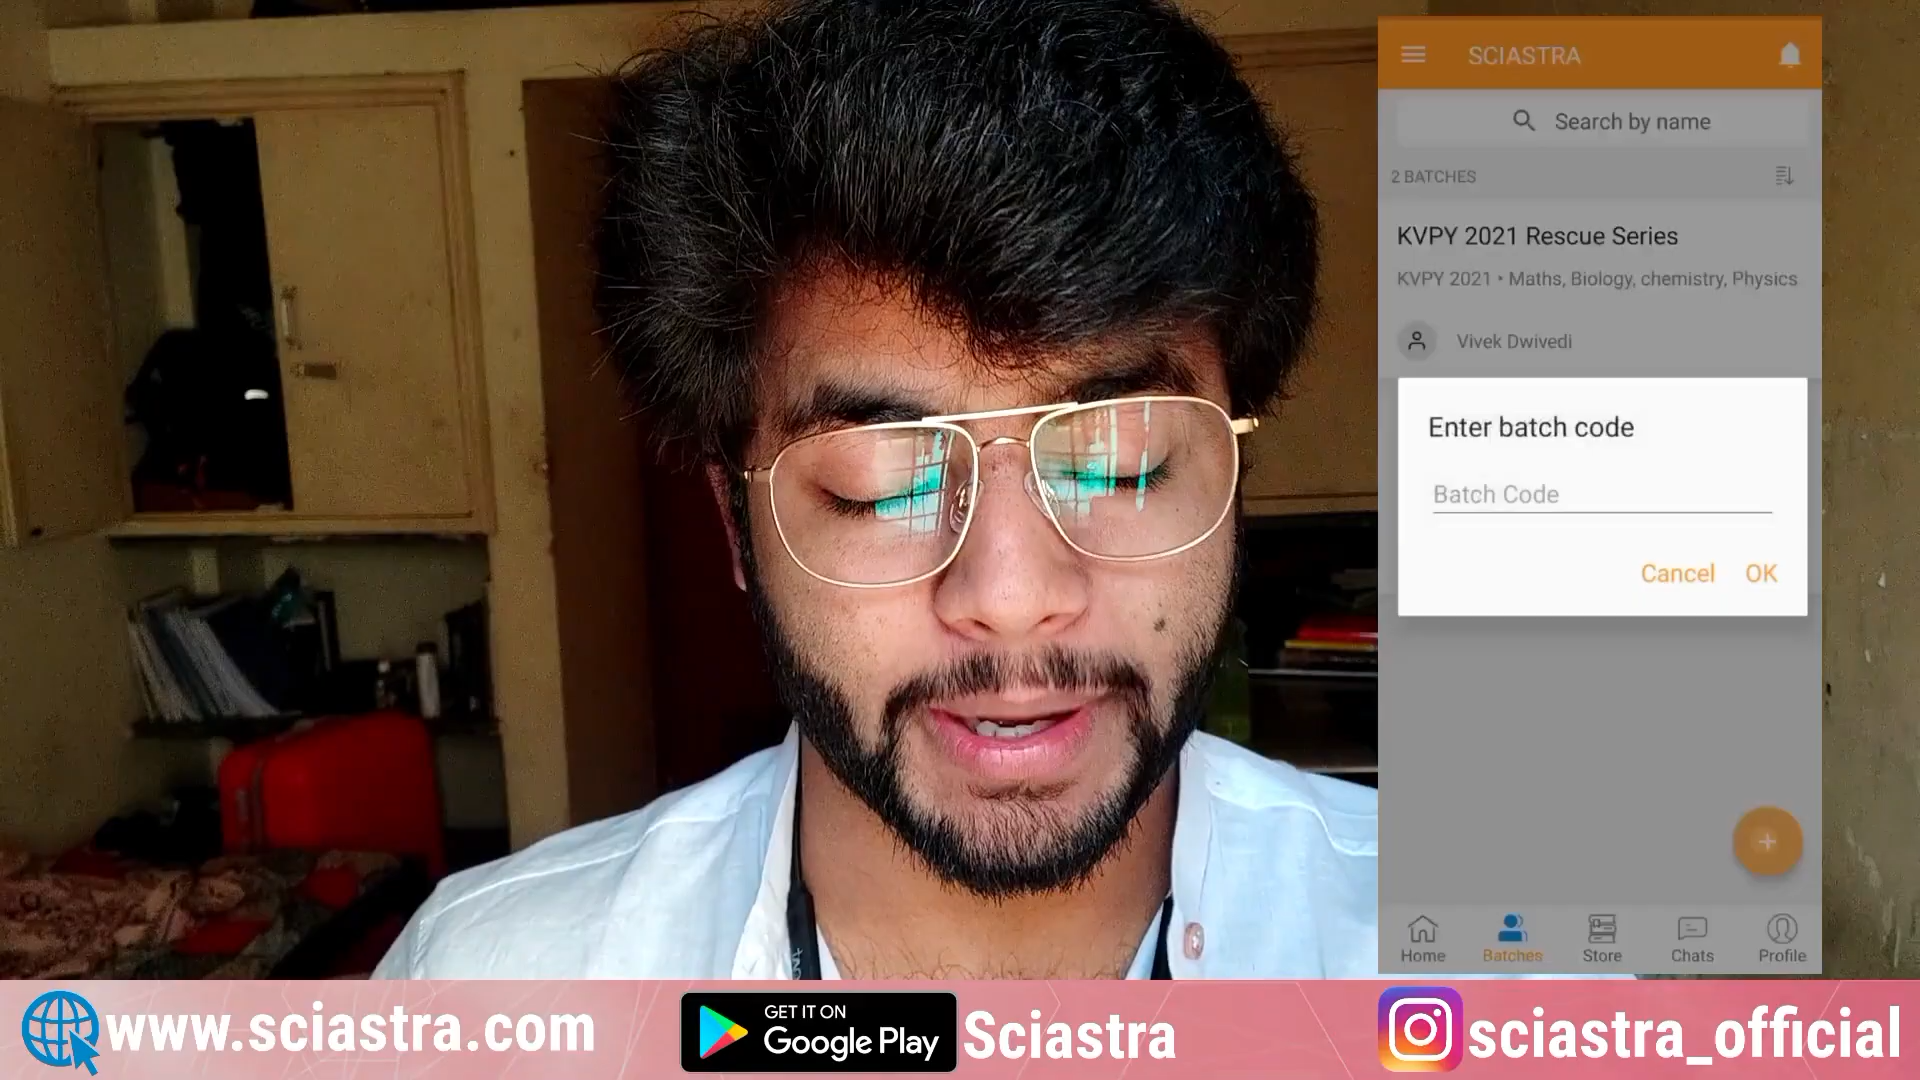 SCIASTRA
Search by name
2 BATCHES
KVPY 2021 Rescue Series
KVPY 2021 • Maths, Biology, chemistry, Physics
Vivek Dwivedi
Enter batch code
Batch Code
Cancel OK
Home Batches Store Chats Profile
www.sciastra.com
GET IT ON
Google Play
Sciastra
sciastra_official